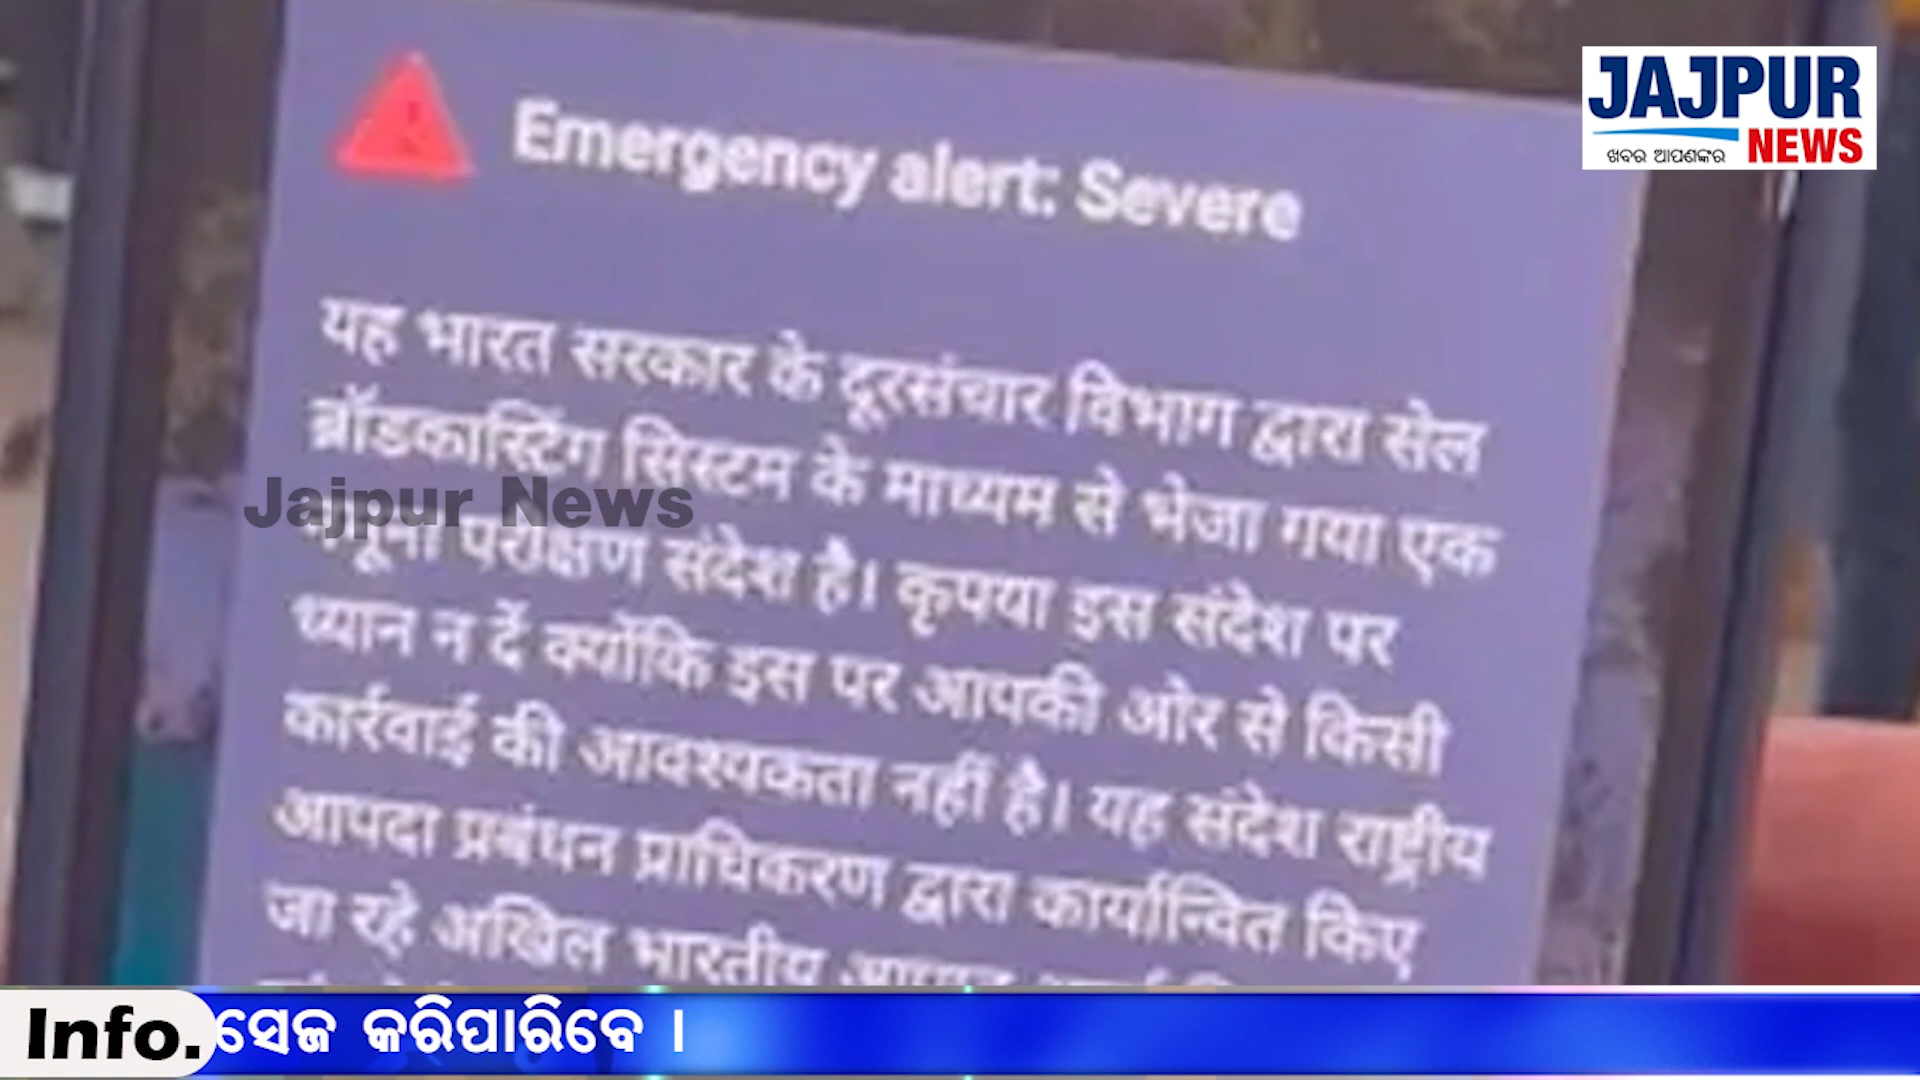 JAJPUR
ଖବର ଆପଣଙ୍କର NEWS
Emergency alert: Severe
यह भारत सरकार के दूरसंचार विभाग द्वारा सेल
ब्रॉडकास्टिंग सिस्टम के माध्यम से भेजा गया एक
Jajpur News
परीक्षण संदेश है। कृपया इस संदेश पर
ध्यान न दें क्योंकि इस पर आपकी ओर से किसी
कार्रवाई की आवश्यकता नहीं है। यह संदेश राष्ट्रीय
आपदा प्रबंधन प्राधिकरण द्वारा कार्यान्वित किए
जा रहे अखिल भारतीय
Info. ସେଜ କରିପାରିବେ ।